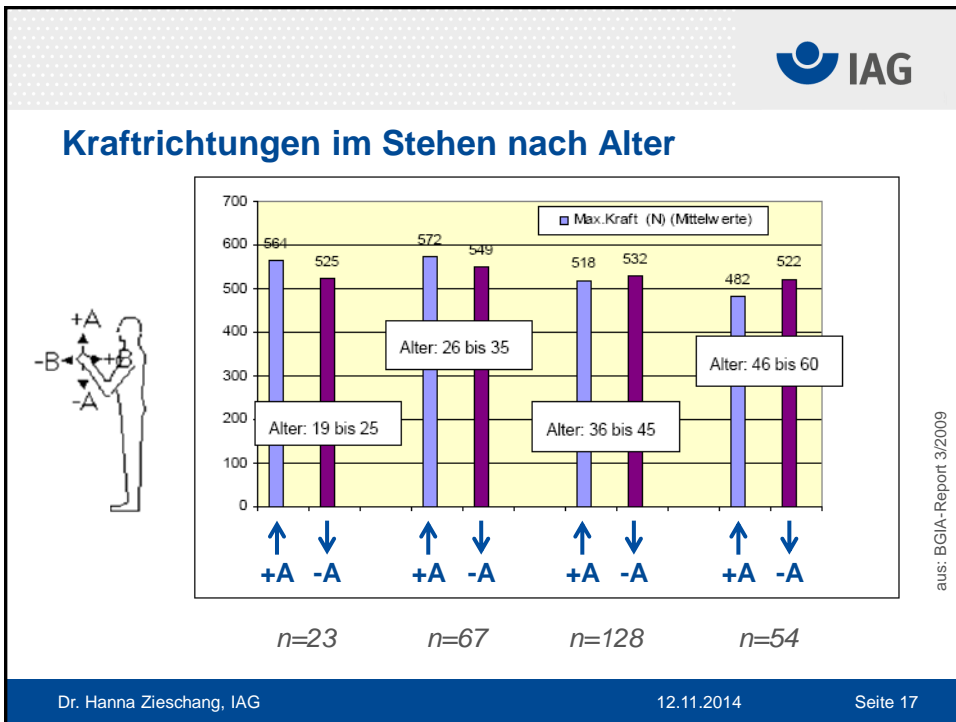 IAG
Kraftrichtungen im Stehen nach Alter
700
600
500
400
300
200
100
0
Max.Kraft (N) (Mittelwerte)
564
525
572
549
518
532
482
522
Alter: 19 bis 25
Alter: 26 bis 35
Alter: 36 bis 45
Alter: 46 bis 60
+A
-B
+B
-A
+A -A
+A -A
+A -A
+A -A
n=23
n=67
n=128
n=54
aus: BGIA-Report 3/2009
Dr. Hanna Zieschang, IAG
12.11.2014
Seite 17